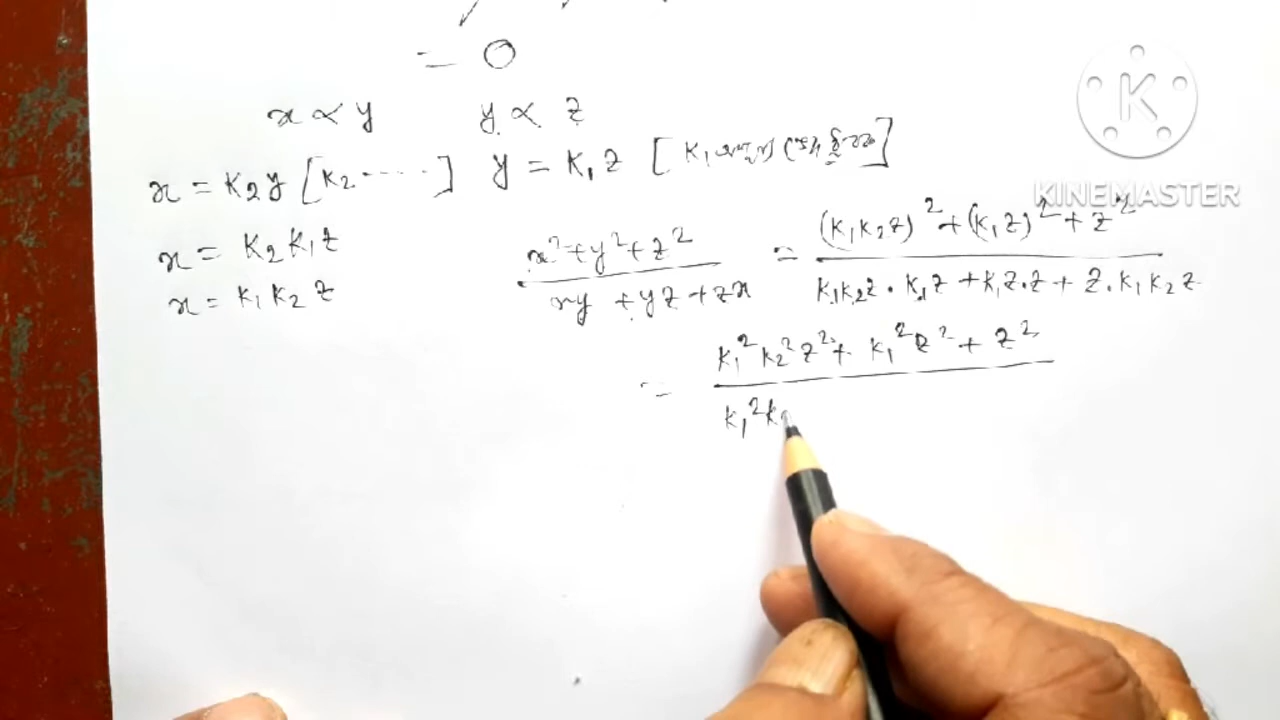 = 0
x ∝ y    y ∝ z
x = K₂y [K₂ ‐‐‐‐‐ ]  y = K₁z [K₁
x = K₂K₁z
x = K₁K₂ z
x²+y²+z² / xy + yz + zx = (K₁K₂z)² + (K₁z)² + z² / K₁K₂z · K₁z + K₁z·z + z·K₁K₂z
= K₁²K₂²z² + K₁²z² + z² / K₁²K
K
KINEMASTER